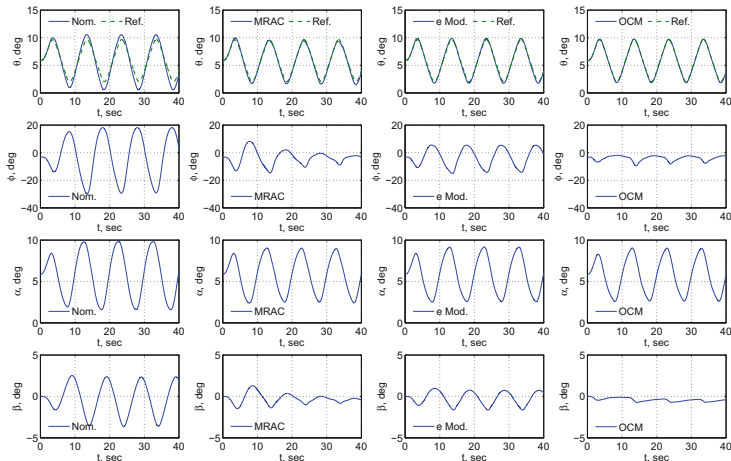 Nom. Ref. MRAC Ref. e Mod. Ref. OCM Ref.
15 15 15 15
10 10 10 10
5 5 5 5
0 0 0 0
θ, deg θ, deg θ, deg θ, deg
0 10 20 30 40 0 10 20 30 40 0 10 20 30 40 0 10 20 30 40
t, sec t, sec t, sec t, sec
20 20 20 20
0 0 0 0
−20 −20 −20 −20
−40 −40 −40 −40
ϕ, deg ϕ, deg ϕ, deg ϕ, deg
Nom. MRAC e Mod. OCM
0 10 20 30 40 0 10 20 30 40 0 10 20 30 40 0 10 20 30 40
t, sec t, sec t, sec t, sec
10 10 10 10
5 5 5 5
0 0 0 0
α, deg α, deg α, deg α, deg
Nom. MRAC e Mod. OCM
0 10 20 30 40 0 10 20 30 40 0 10 20 30 40 0 10 20 30 40
t, sec t, sec t, sec t, sec
5 5 5 5
0 0 0 0
−5 −5 −5 −5
β, deg β, deg β, deg β, deg
Nom. MRAC e Mod. OCM
0 10 20 30 40 0 10 20 30 40 0 10 20 30 40 0 10 20 30 40
t, sec t, sec t, sec t, sec